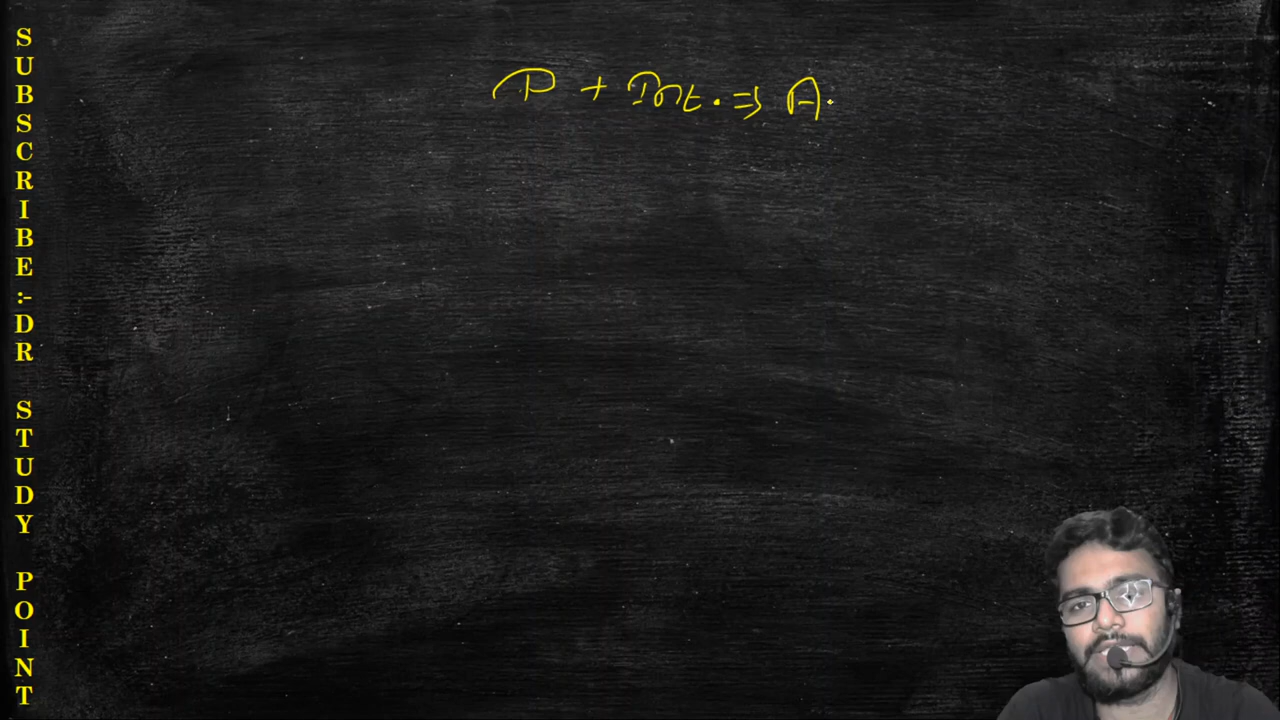 SUBSCRIBE :- DR STUDY POINT
P + Int. ⇒ A.